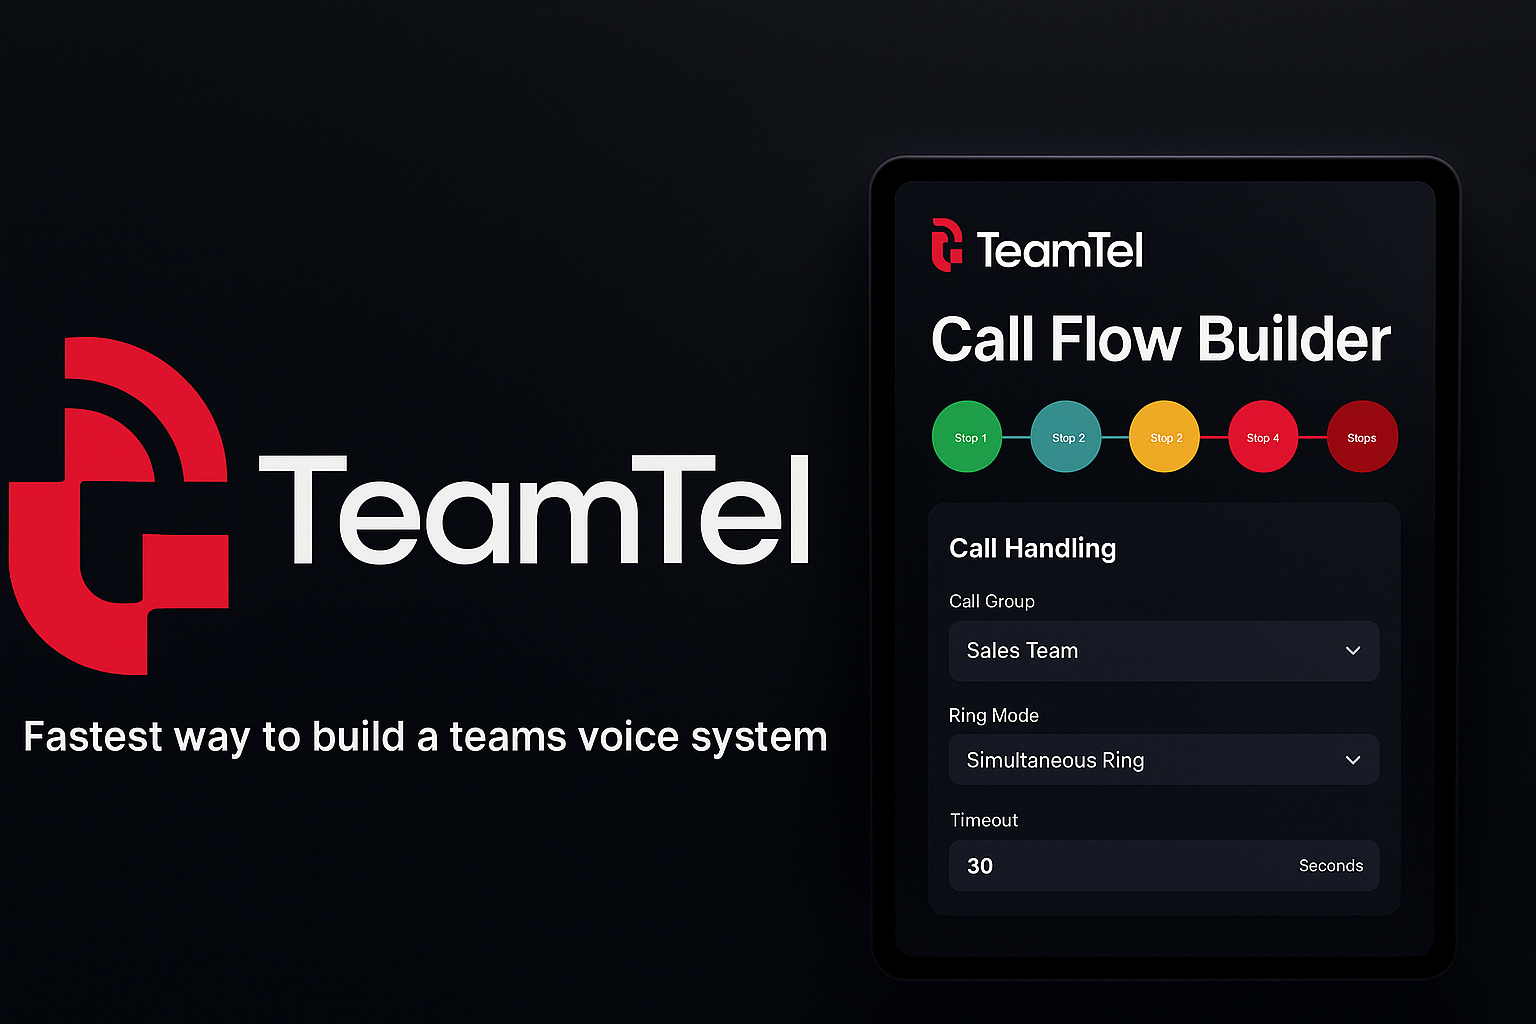 TeamTel
Fastest way to build a teams voice system
TeamTel
Call Flow Builder
Stop 1
Stop 2
Stop 2
Stop 4
Stops
Call Handling
Call Group
Sales Team
Ring Mode
Simultaneous Ring
Timeout
30 Seconds